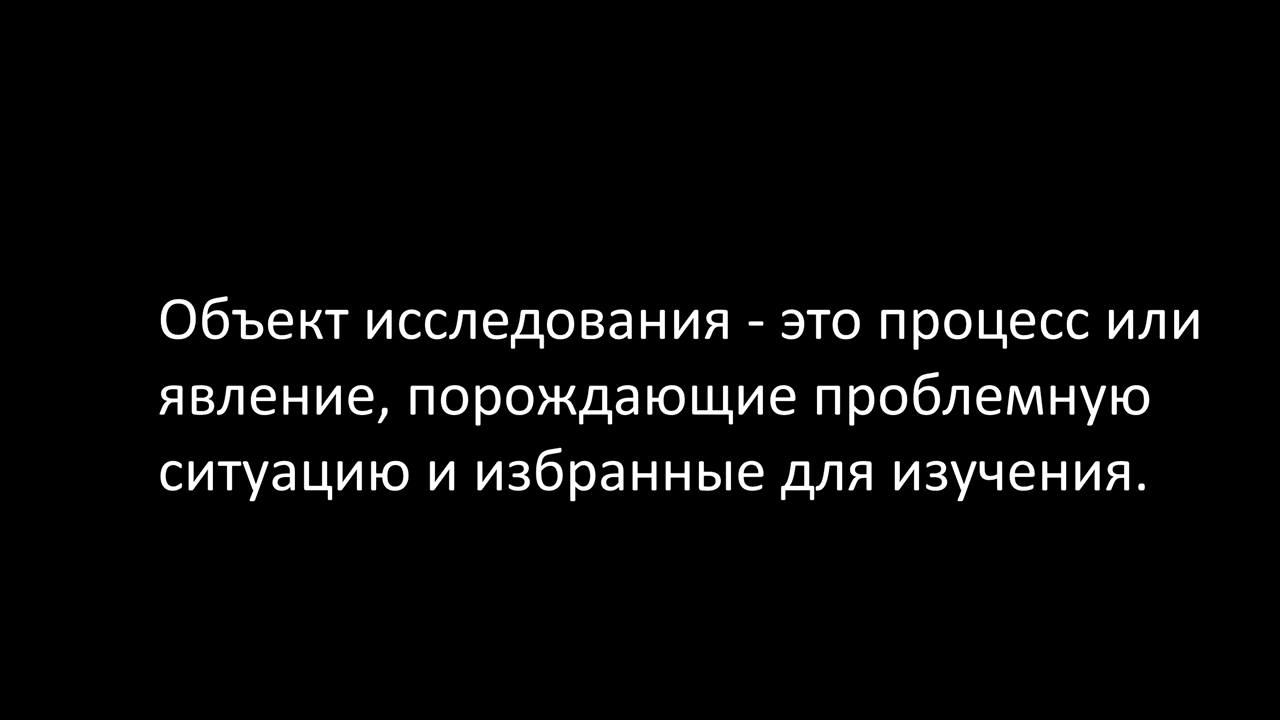 Объект исследования - это процесс или
явление, порождающие проблемную
ситуацию и избранные для изучения.